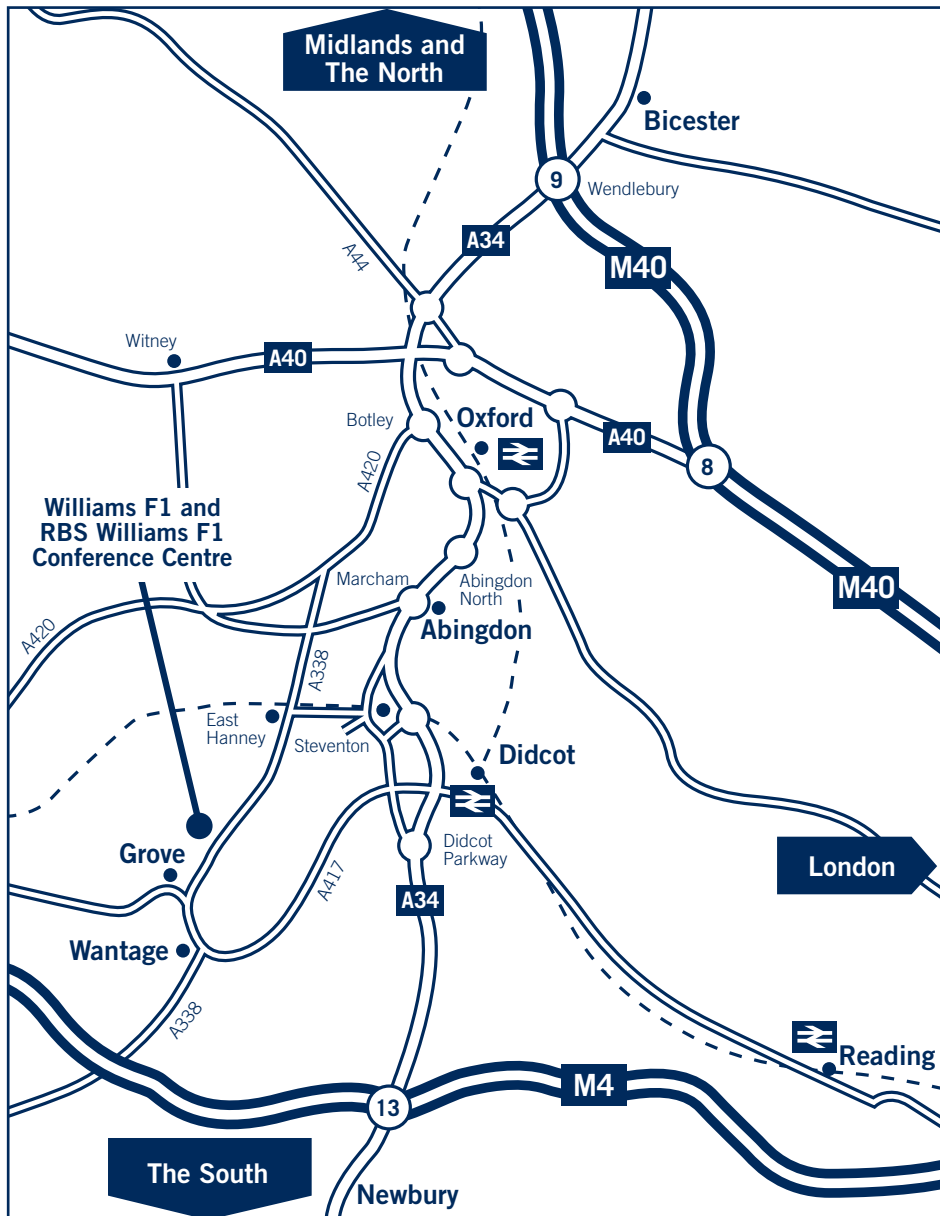 Midlands and
The North
Bicester
9
Wendlebury
A34
A44
M40
Witney
A40
Botley
Oxford
A40
8
A420
Williams F1 and
RBS Williams F1
Conference Centre
Marcham
Abingdon
North
M40
Abingdon
A420
A338
East
Hanney
Steventon
Didcot
Grove
Didcot
Parkway
London
A417
A34
Wantage
A338
Reading
M4
13
The South
Newbury